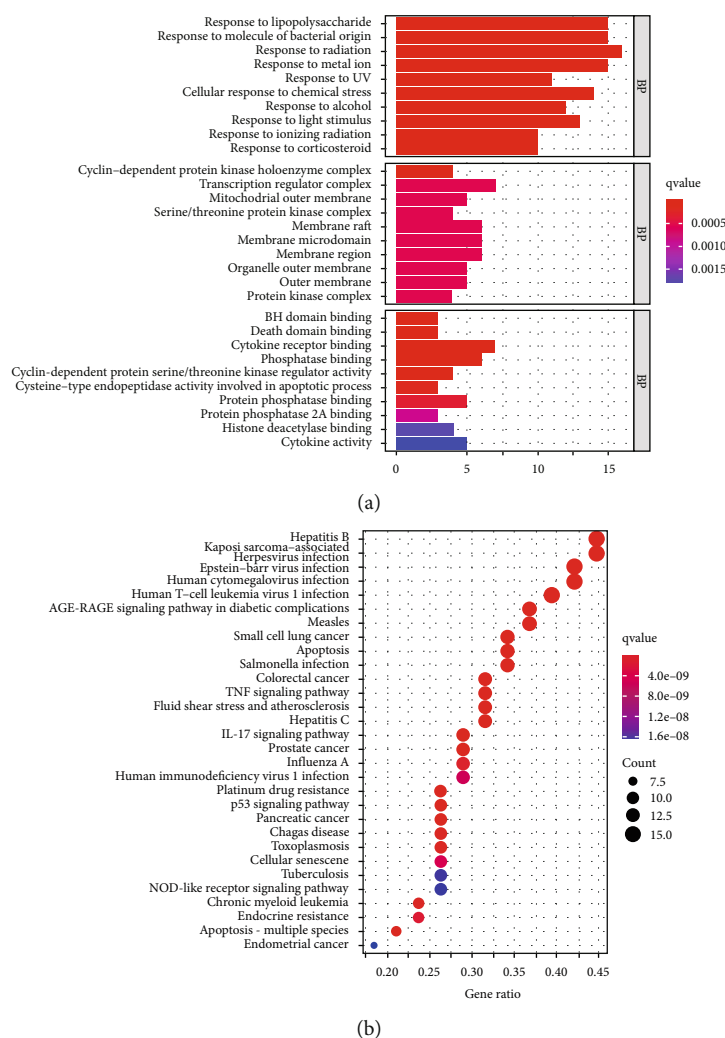 Response to lipopolysaccharide
Response to molecule of bacterial origin
Response to radiation
Response to metal ion
Response to UV
Cellular response to chemical stress
Response to alcohol
Response to light stimulus
Response to ionizing radiation
Response to corticosteroid
BP
Cyclin–dependent protein kinase holoenzyme complex
Transcription regulator complex
Mitochodrial outer membrane
Serine/threonine protein kinase complex
Membrane raft
Membrane microdomain
Membrane region
Organelle outer membrane
Outer membrane
Protein kinase complex
BP
BH domain binding
Death domain binding
Cytokine receptor binding
Phosphatase binding
Cyclin-dependent protein serine/threonine kinase regulator activity
Cysteine–type endopeptidase activity involved in apoptotic process
Protein phosphatase binding
Protein phosphatase 2A binding
Histone deacetylase binding
Cytokine activity
BP
0 5 10 15
qvalue
0.0005
0.0010
0.0015
(a)
Hepatitis B
Kaposi sarcoma–associated
Herpesvirus infection
Epstein–barr virus infection
Human cytomegalovirus infection
Human T–cell leukemia virus 1 infection
AGE-RAGE signaling pathway in diabetic complications
Measles
Small cell lung cancer
Apoptosis
Salmonella infection
Colorectal cancer
TNF signaling pathway
Fluid shear stress and atherosclerosis
Hepatitis C
IL-17 signaling pathway
Prostate cancer
Influenza A
Human immunodeficiency virus 1 infection
Platinum drug resistance
p53 signaling pathway
Pancreatic cancer
Chagas disease
Toxoplasmosis
Cellular senescene
Tuberculosis
NOD-like receptor signaling pathway
Chronic myeloid leukemia
Endocrine resistance
Apoptosis - multiple species
Endometrial cancer
0.20 0.25 0.30 0.35 0.40 0.45
Gene ratio
qvalue
4.0e–09
8.0e–09
1.2e–08
1.6e–08
Count
7.5
10.0
12.5
15.0
(b)